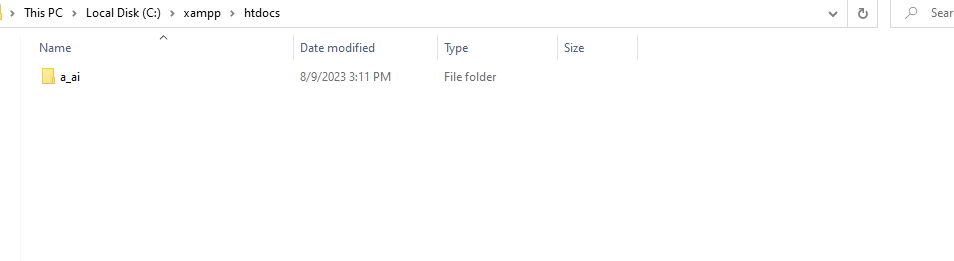 This PC > Local Disk (C:) > xampp > htdocs
Sear
Name Date modified Type Size
a_ai 8/9/2023 3:11 PM File folder